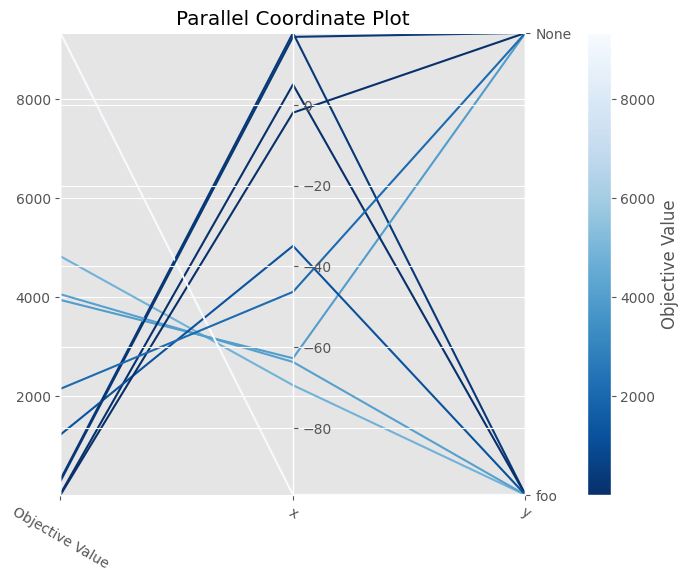 Parallel Coordinate Plot
8000
6000
4000
2000
0
−20
−40
−60
−80
None
foo
Objective Value
x
y
8000
6000
4000
2000
Objective Value